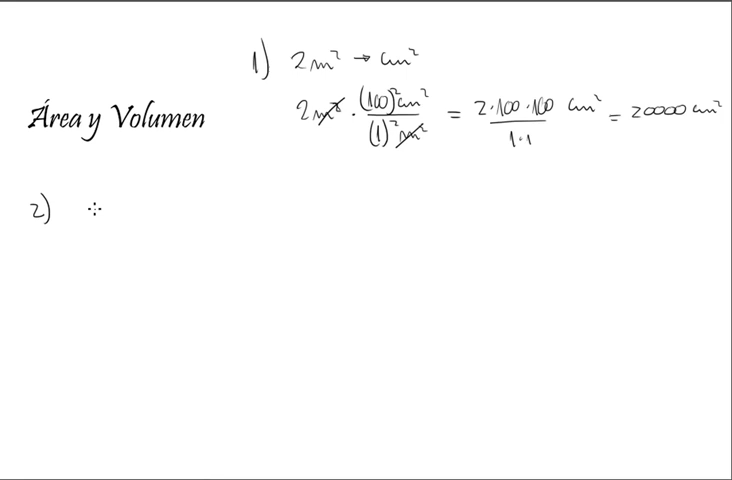 1) 2m² → cm²
Área y Volumen
2m² · (100)²cm² / (1)²m² = 2·100·100 cm² / 1·1 = 20000 cm²
2)